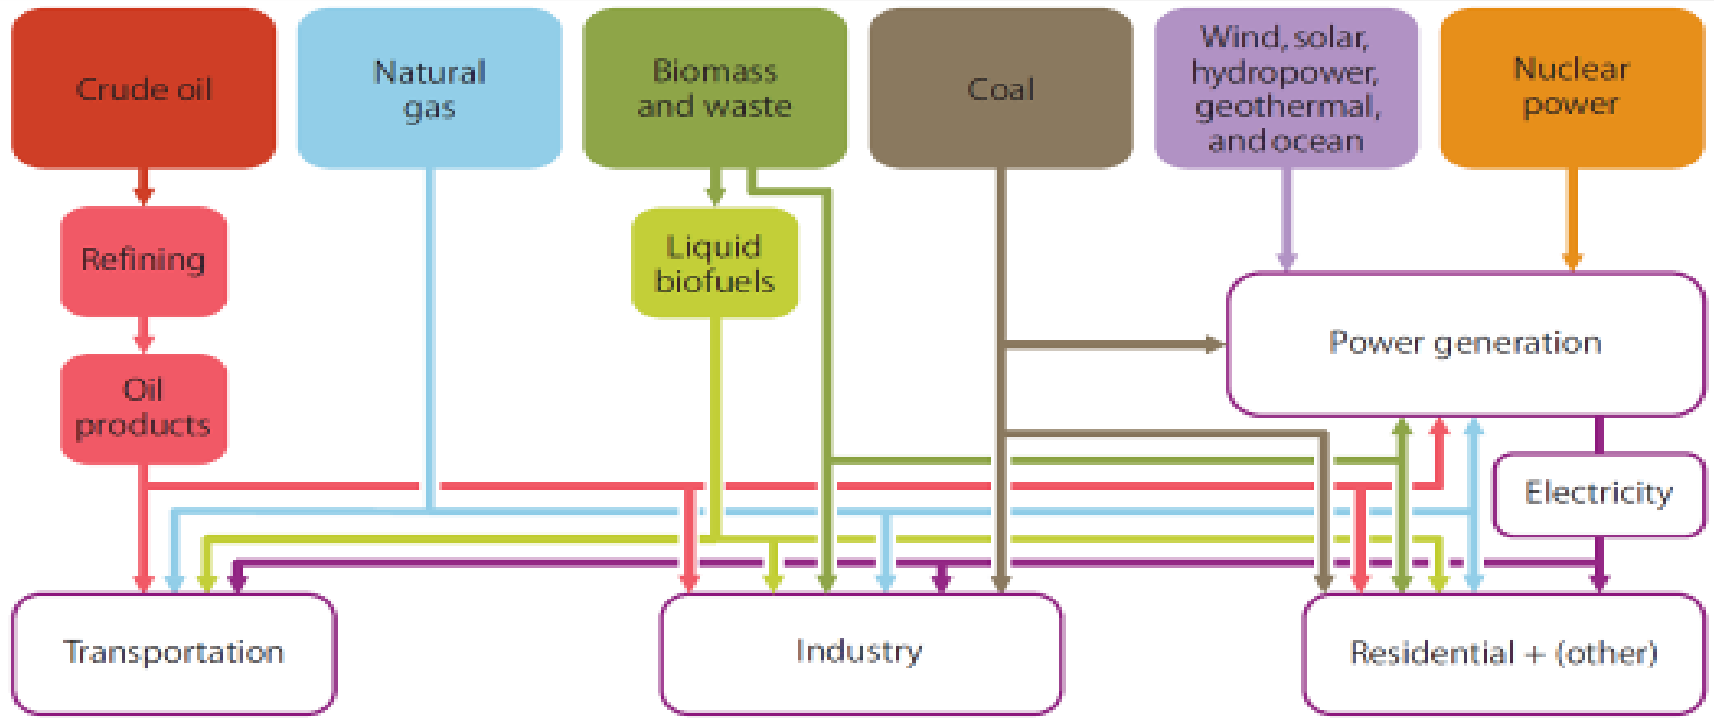 Crude oil
Natural
gas
Biomass
and waste
Coal
Wind, solar,
hydropower,
geothermal,
and ocean
Nuclear
power
Refining
Liquid
biofuels
Oil
products
Power generation
Electricity
Transportation
Industry
Residential + (other)